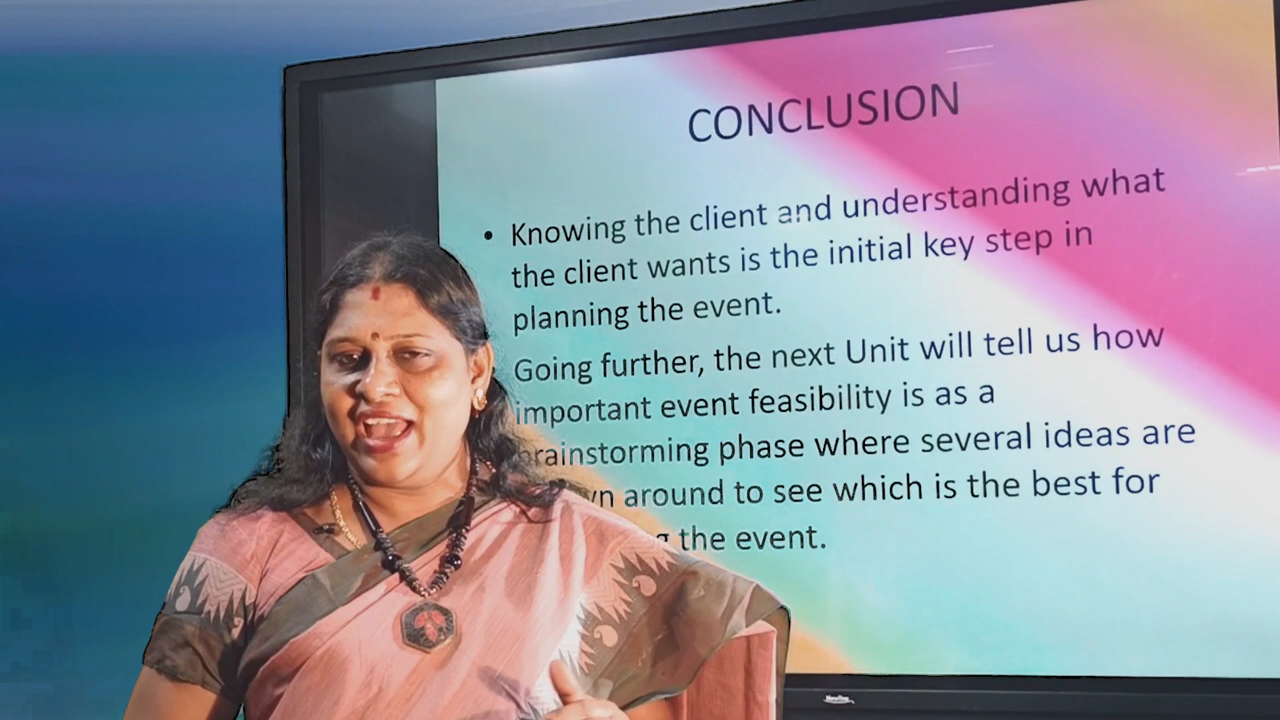 CONCLUSION
• Knowing the client and understanding what
the client wants is the initial key step in
planning the event.
Going further, the next Unit will tell us how
important event feasibility is as a
brainstorming phase where several ideas are
around to see which is the best for
the event.